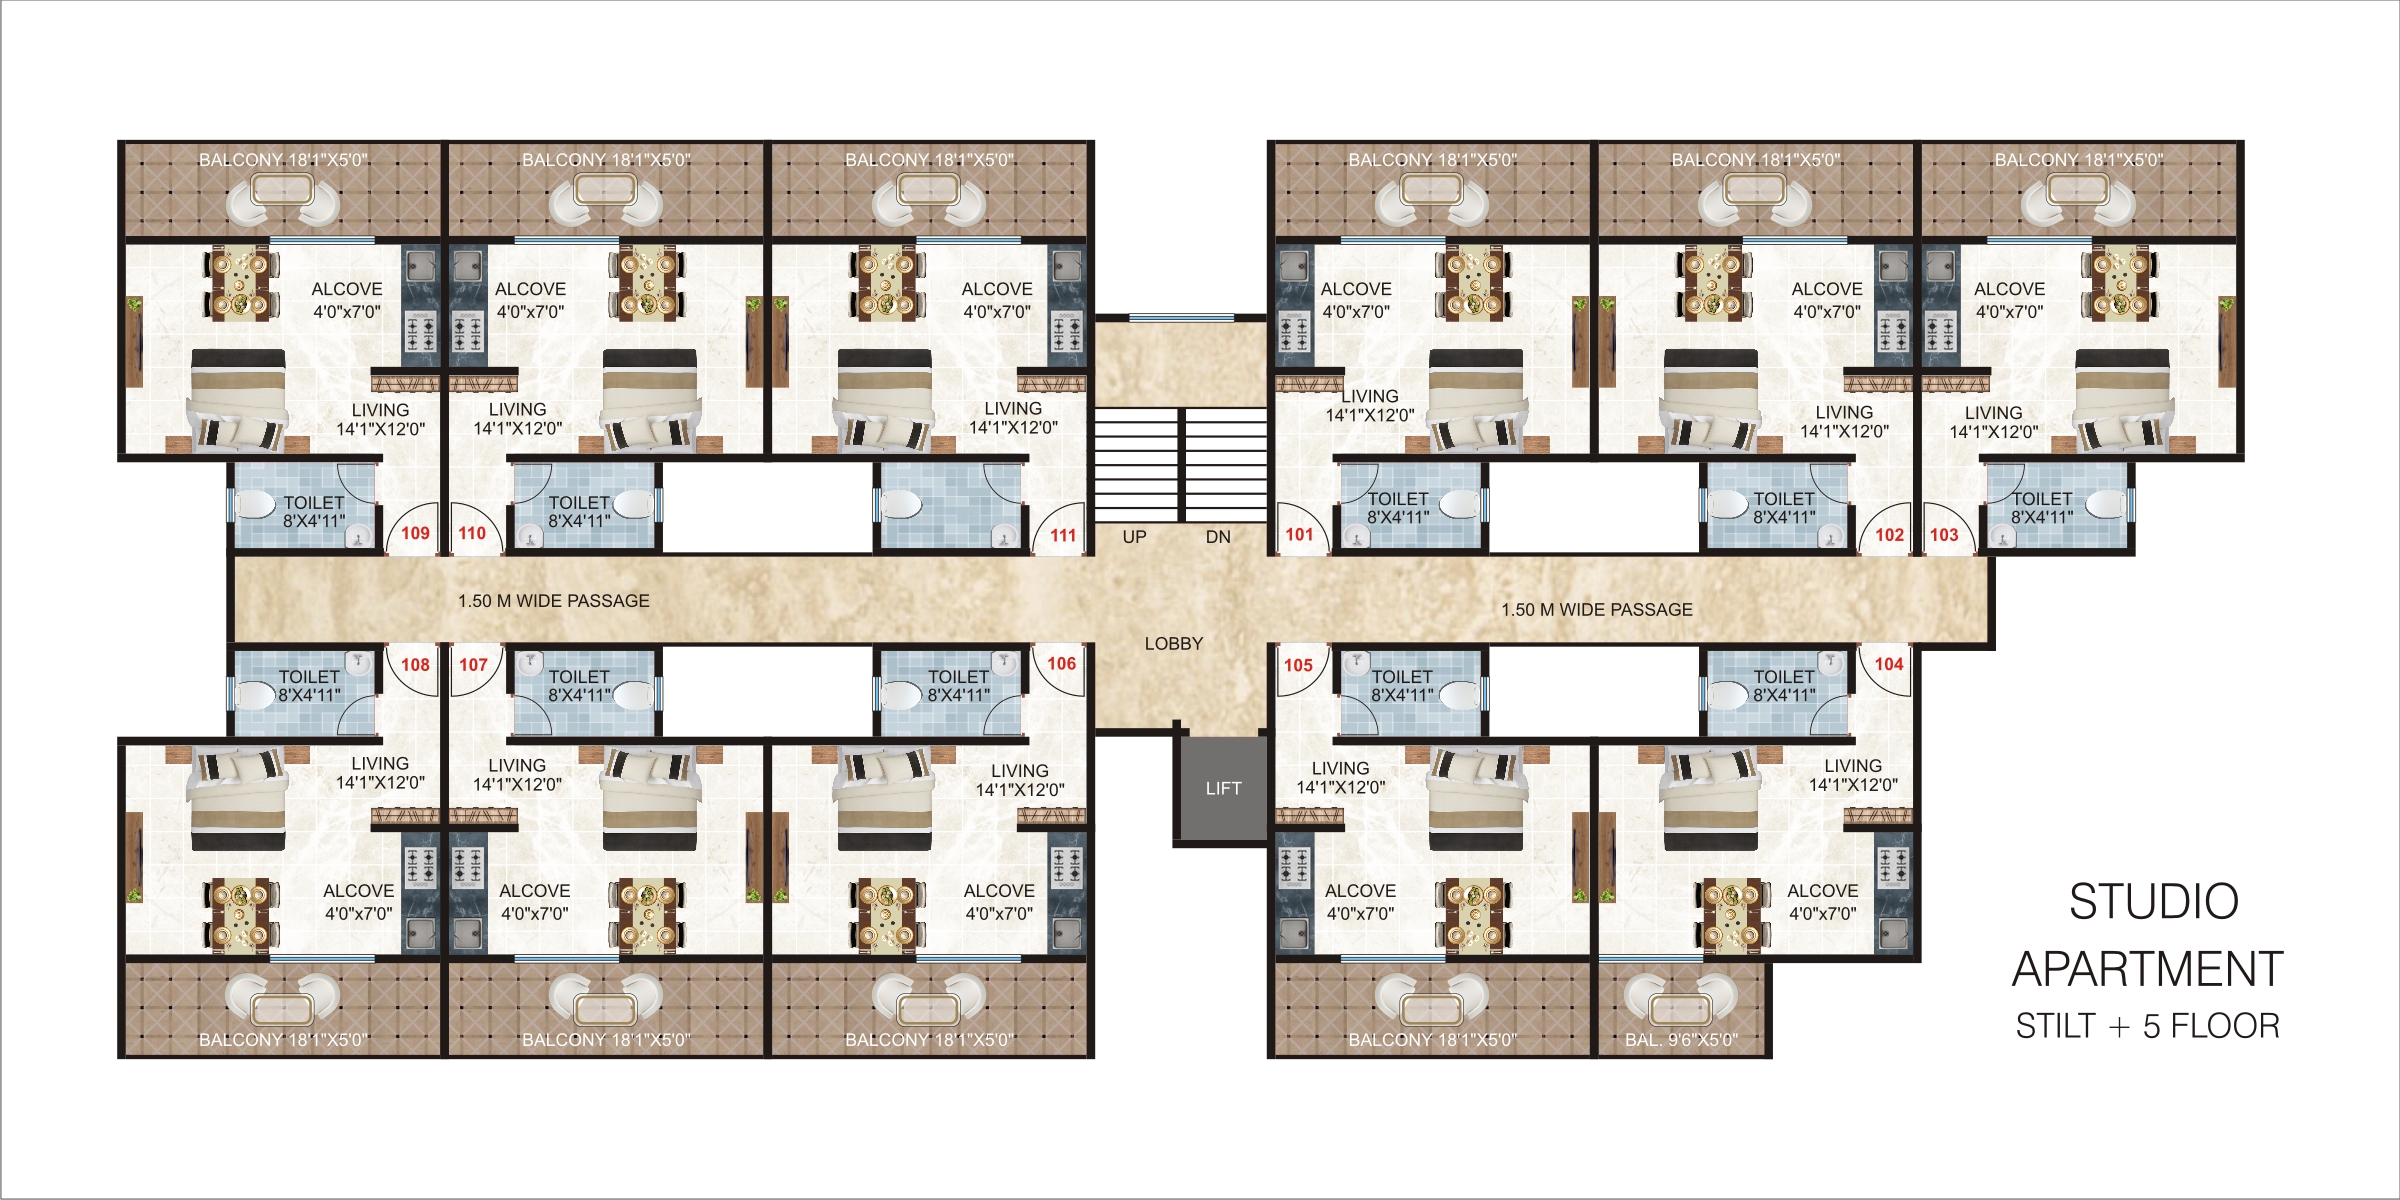 BALCONY 18'1"X5'0"
BALCONY 18'1"X5'0"
BALCONY 18'1"X5'0"
BALCONY 18'1"X5'0"
BALCONY 18'1"X5'0"
BALCONY 18'1"X5'0"
ALCOVE
4'0"x7'0"
ALCOVE
4'0"x7'0"
ALCOVE
4'0"x7'0"
ALCOVE
4'0"x7'0"
ALCOVE
4'0"x7'0"
ALCOVE
4'0"x7'0"
LIVING
14'1"X12'0"
LIVING
14'1"X12'0"
LIVING
14'1"X12'0"
LIVING
14'1"X12'0"
LIVING
14'1"X12'0"
LIVING
14'1"X12'0"
TOILET
8'X4'11"
109
110
TOILET
8'X4'11"
111
UP
DN
101
TOILET
8'X4'11"
TOILET
8'X4'11"
102
103
TOILET
8'X4'11"
1.50 M WIDE PASSAGE
1.50 M WIDE PASSAGE
LOBBY
TOILET
8'X4'11"
108
107
TOILET
8'X4'11"
TOILET
8'X4'11"
106
105
TOILET
8'X4'11"
TOILET
8'X4'11"
104
LIVING
14'1"X12'0"
LIVING
14'1"X12'0"
LIVING
14'1"X12'0"
LIFT
LIVING
14'1"X12'0"
LIVING
14'1"X12'0"
ALCOVE
4'0"x7'0"
ALCOVE
4'0"x7'0"
ALCOVE
4'0"x7'0"
ALCOVE
4'0"x7'0"
ALCOVE
4'0"x7'0"
BALCONY 18'1"X5'0"
BALCONY 18'1"X5'0"
BALCONY 18'1"X5'0"
BALCONY 18'1"X5'0"
BAL. 9'6"X5'0"
STUDIO
APARTMENT
STILT + 5 FLOOR